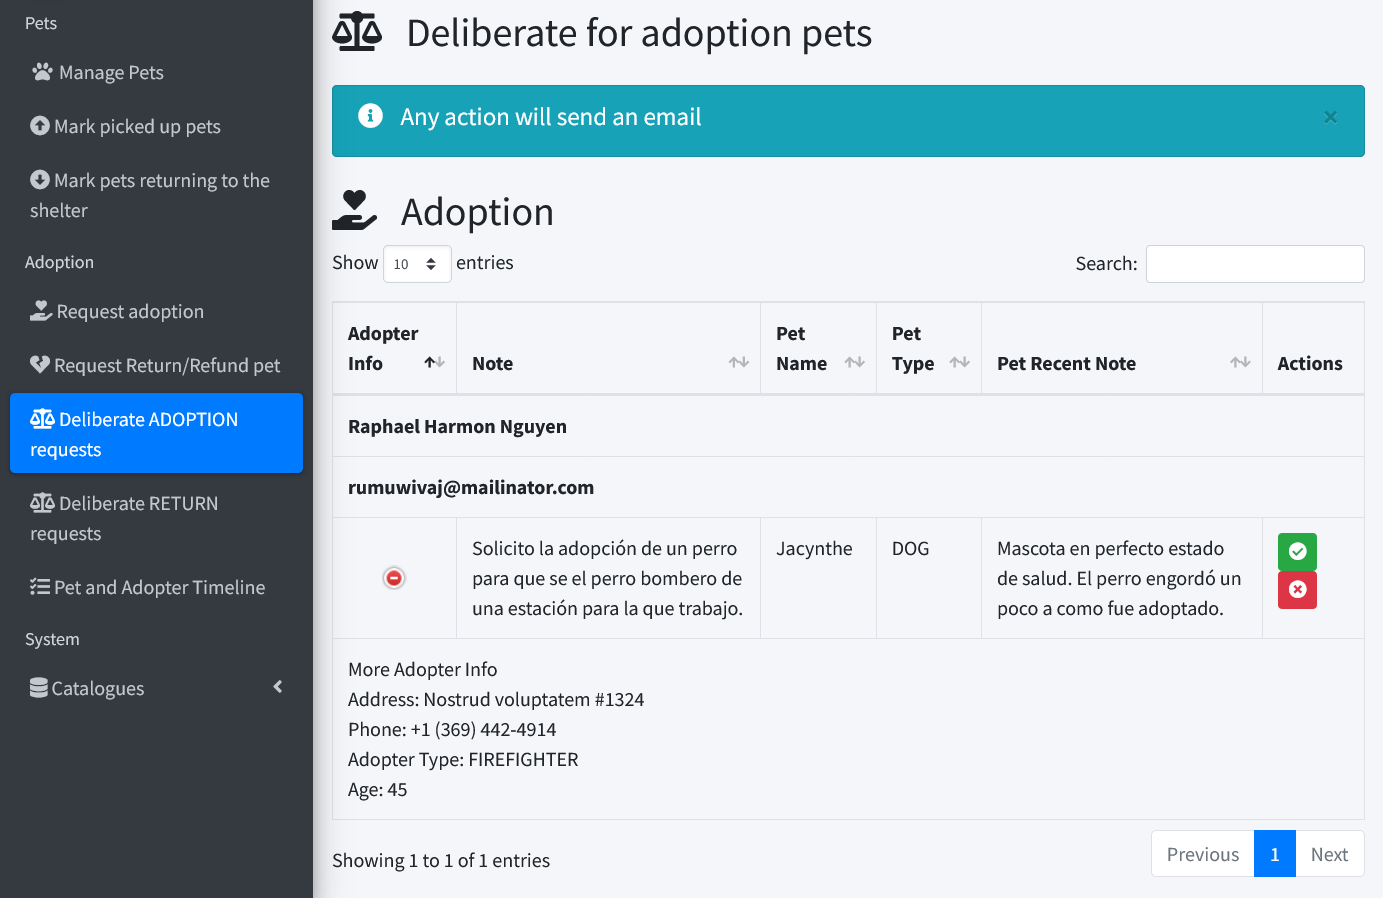 Pets
Manage Pets
Mark picked up pets
Mark pets returning to the
shelter
Adoption
Request adoption
Request Return/Refund pet
Deliberate ADOPTION
requests
Deliberate RETURN
requests
Pet and Adopter Timeline
System
Catalogues
Deliberate for adoption pets
Any action will send an email
×
Adoption
Show 10 entries
Search:
Adopter
Info
Note
Pet
Name
Pet
Type
Pet Recent Note
Actions
Raphael Harmon Nguyen
rumuwivaj@mailinator.com
Solicito la adopción de un perro
para que se el perro bombero de
una estación para la que trabajo.
Jacynthe
DOG
Mascota en perfecto estado
de salud. El perro engordó un
poco a como fue adoptado.
More Adopter Info
Address: Nostrud voluptatem #1324
Phone: +1 (369) 442-4914
Adopter Type: FIREFIGHTER
Age: 45
Showing 1 to 1 of 1 entries
Previous 1 Next